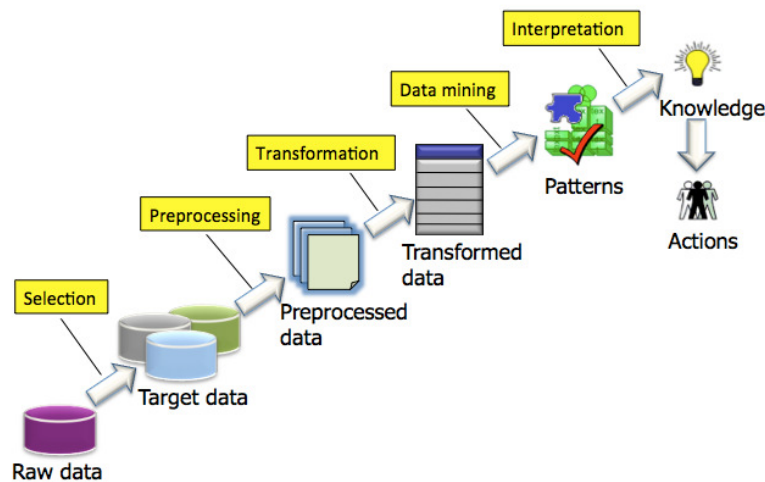 Interpretation
Knowledge
Data mining
Patterns
Actions
Transformation
Transformed
data
Preprocessing
Preprocessed
data
Selection
Target data
Raw data